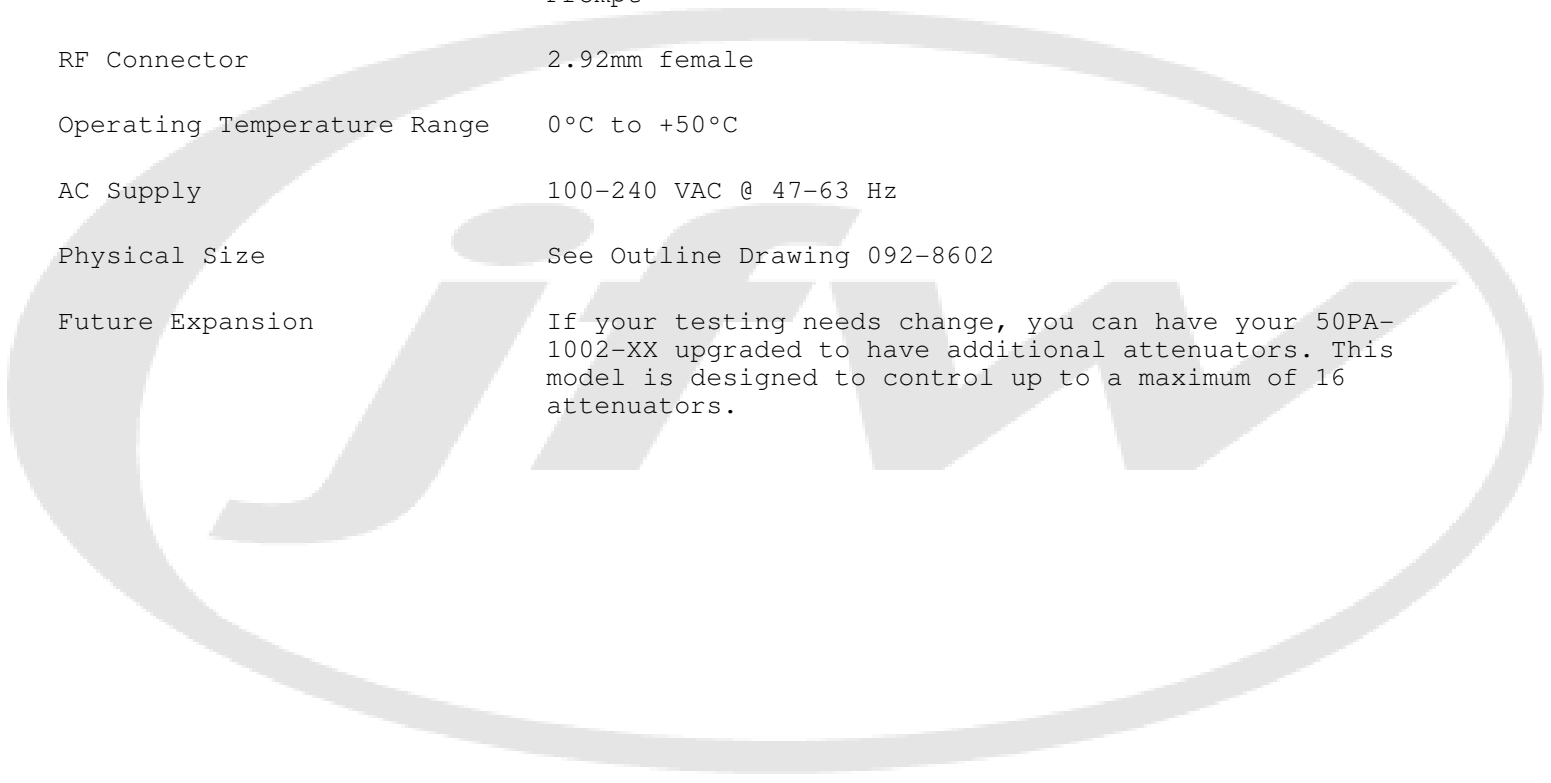 RF Connector 2.92mm female
Operating Temperature Range 0°C to +50°C
AC Supply 100-240 VAC @ 47-63 Hz
Physical Size See Outline Drawing 092-8602
Future Expansion If your testing needs change, you can have your 50PA-
1002-XX upgraded to have additional attenuators. This
model is designed to control up to a maximum of 16
attenuators.
jfw